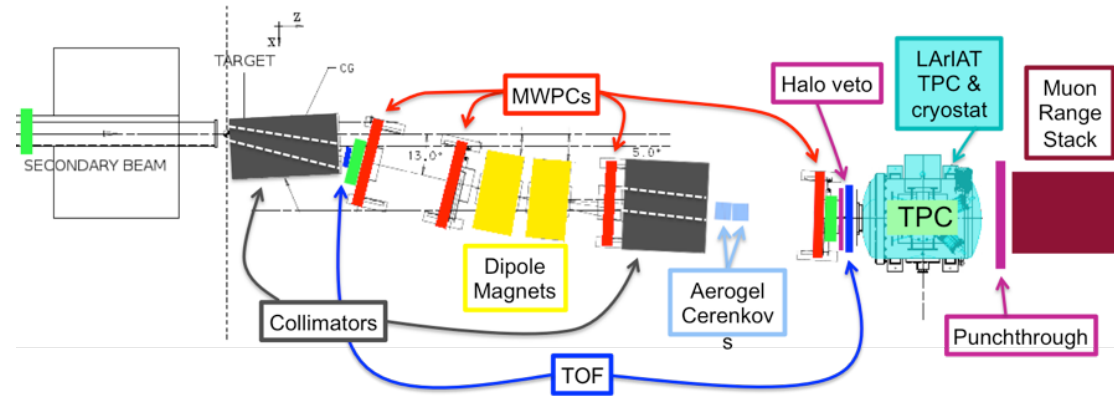 z
x
TARGET
CG
SECONDARY BEAM
MWPCs
13.0°
5.0°
Halo veto
LArIAT
TPC &
cryostat
Muon
Range
Stack
TPC
Dipole
Magnets
Collimators
Aerogel
Cerenkov
s
Punchthrough
TOF